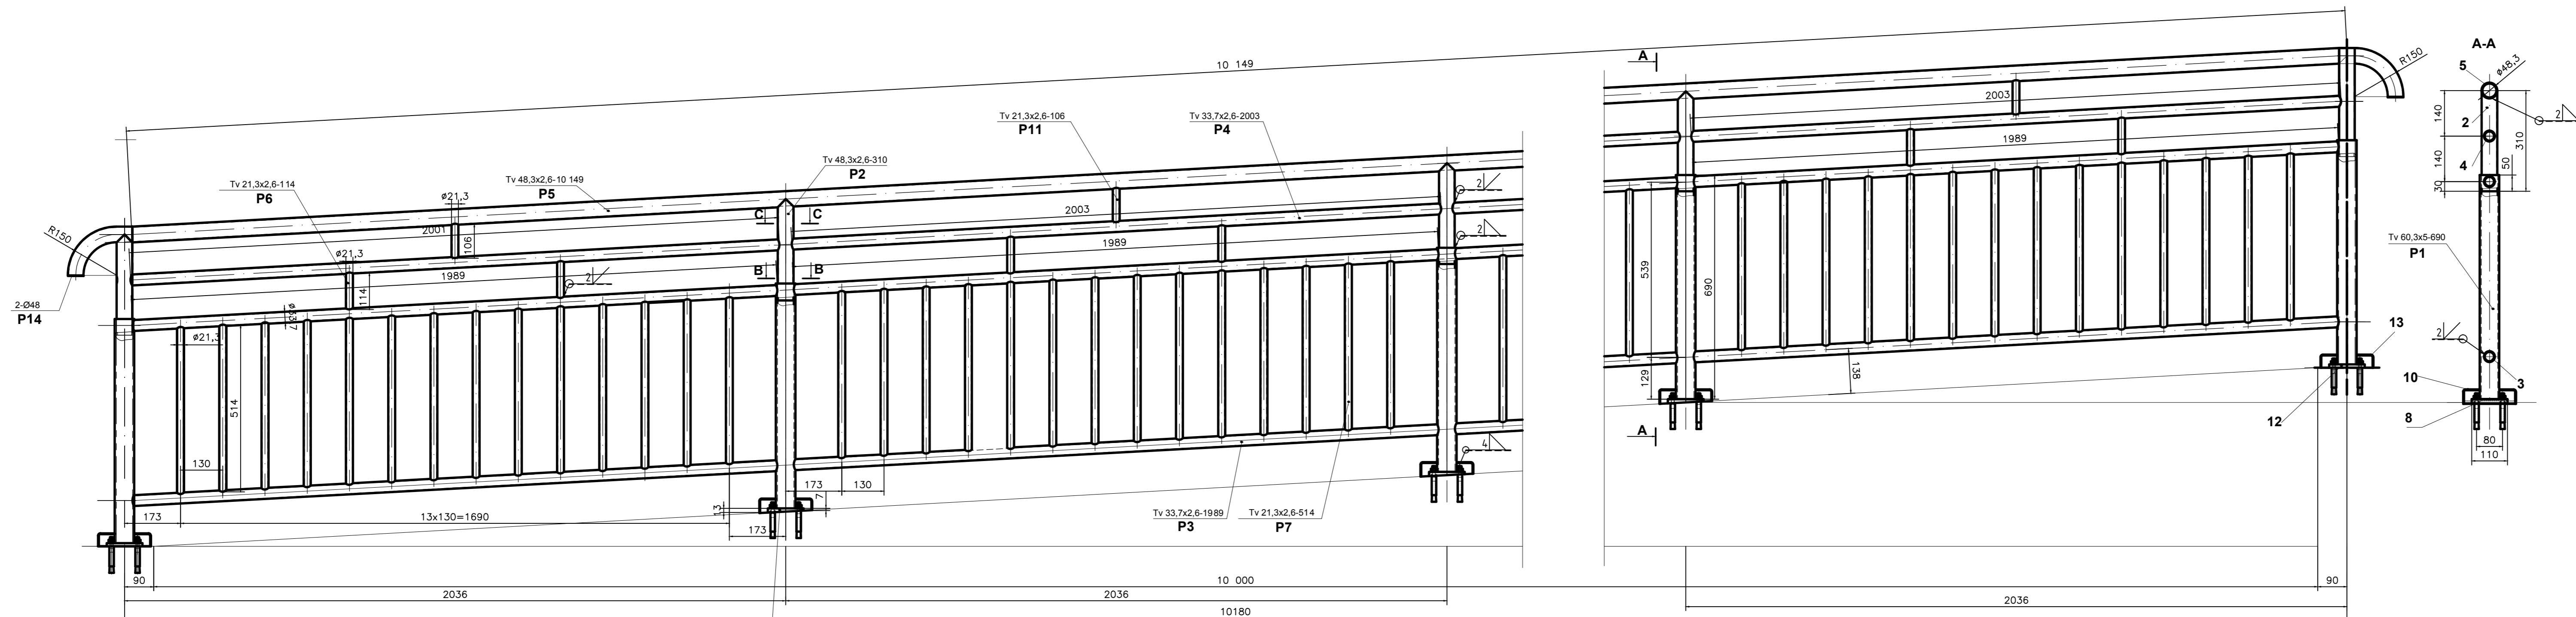 10 149
A
A-A
R150
5
ø48,3
2003
140
2
2
310
Tv 21,3x2,6-106
P11
Tv 33,7x2,6-2003
P4
1989
4
140
50
30
Tv 48,3x2,6-310
P2
Tv 21,3x2,6-114
P6
Tv 48,3x2,6-10 149
P5
ø21,3
2
C
C
2003
2001
106
R150
2
1989
Tv 60,3x5-690
P1
ø21,3
B
B
1989
2
114
539
690
2-Ø48
P14
ø33,7
ø21,3
13
2
138
129
10
3
514
12
8
A
4
80
130
110
173
130
7
13
173
13x130=1690
Tv 33,7x2,6-1989
P3
Tv 21,3x2,6-514
P7
173
90
10 000
90
2036
2036
2036
10180